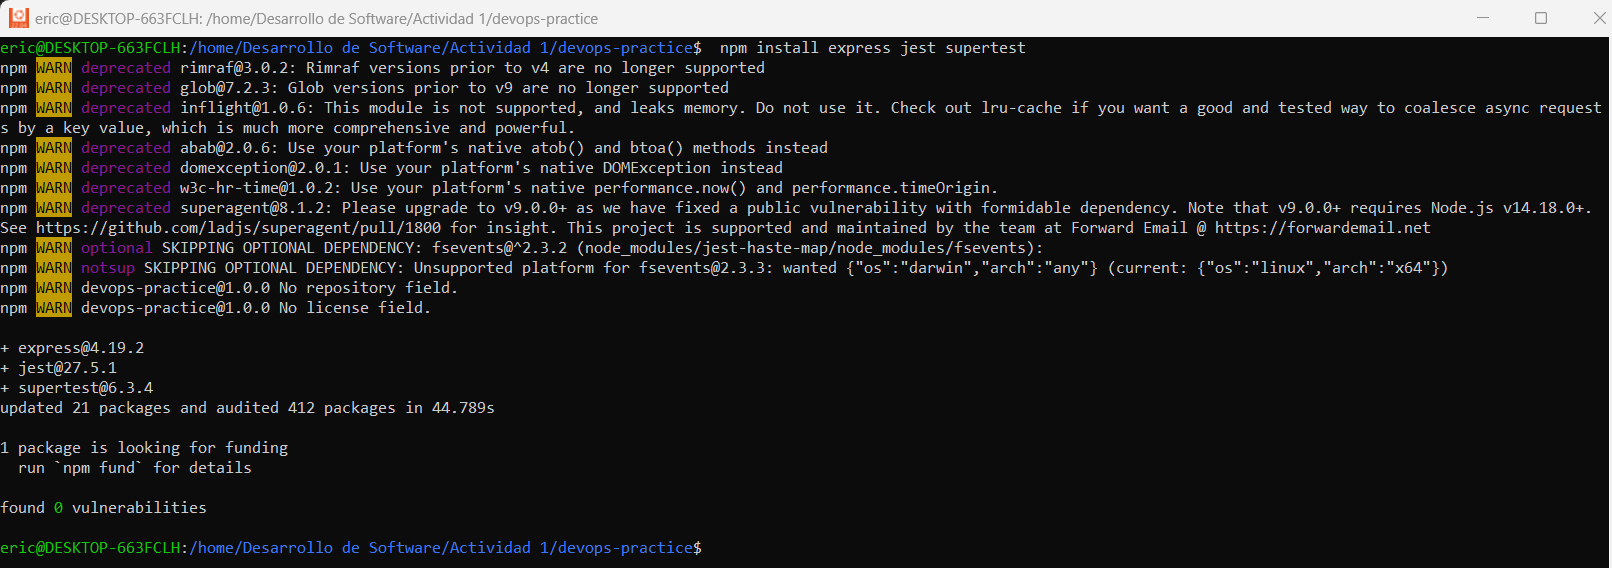 eric@DESKTOP-663FCLH: /home/Desarrollo de Software/Actividad 1/devops-practice
eric@DESKTOP-663FCLH:/home/Desarrollo de Software/Actividad 1/devops-practice$  npm install express jest supertest
npm WARN deprecated rimraf@3.0.2: Rimraf versions prior to v4 are no longer supported
npm WARN deprecated glob@7.2.3: Glob versions prior to v9 are no longer supported
npm WARN deprecated inflight@1.0.6: This module is not supported, and leaks memory. Do not use it. Check out lru-cache if you want a good and tested way to coalesce async request
s by a key value, which is much more comprehensive and powerful.
npm WARN deprecated abab@2.0.6: Use your platform's native atob() and btoa() methods instead
npm WARN deprecated domexception@2.0.1: Use your platform's native DOMException instead
npm WARN deprecated w3c-hr-time@1.0.2: Use your platform's native performance.now() and performance.timeOrigin.
npm WARN deprecated superagent@8.1.2: Please upgrade to v9.0.0+ as we have fixed a public vulnerability with formidable dependency. Note that v9.0.0+ requires Node.js v14.18.0+.
See https://github.com/ladjs/superagent/pull/1800 for insight. This project is supported and maintained by the team at Forward Email @ https://forwardemail.net
npm WARN optional SKIPPING OPTIONAL DEPENDENCY: fsevents@^2.3.2 (node_modules/jest-haste-map/node_modules/fsevents):
npm WARN notsup SKIPPING OPTIONAL DEPENDENCY: Unsupported platform for fsevents@2.3.3: wanted {"os":"darwin","arch":"any"} (current: {"os":"linux","arch":"x64"})
npm WARN devops-practice@1.0.0 No repository field.
npm WARN devops-practice@1.0.0 No license field.
+ express@4.19.2
+ jest@27.5.1
+ supertest@6.3.4
updated 21 packages and audited 412 packages in 44.789s
1 package is looking for funding
  run `npm fund` for details
found 0 vulnerabilities
eric@DESKTOP-663FCLH:/home/Desarrollo de Software/Actividad 1/devops-practice$